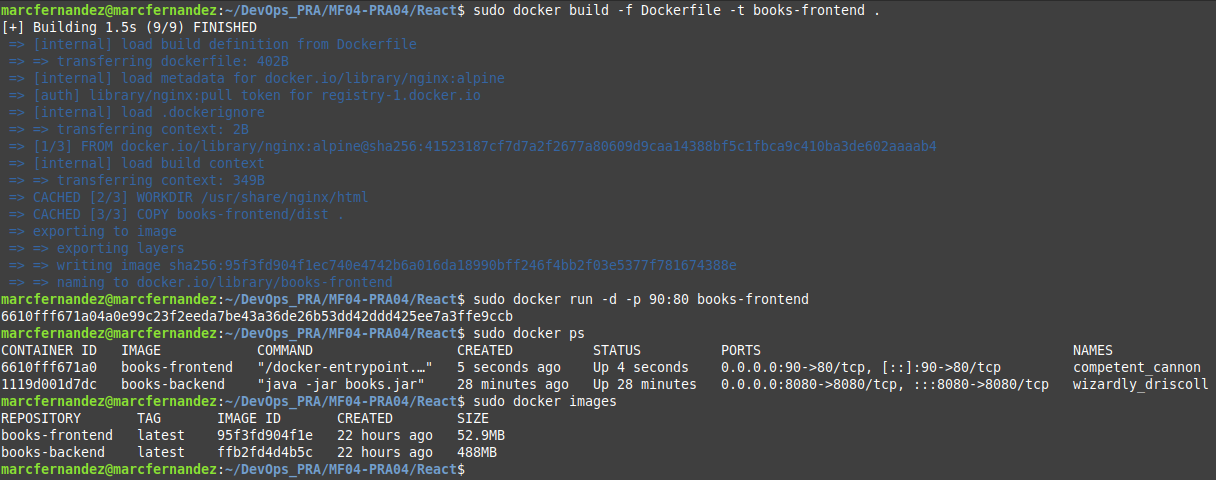 marcfernandez@marcfernandez:~/DevOps_PRA/MF04-PRA04/React$ sudo docker build -f Dockerfile -t books-frontend .
[+] Building 1.5s (9/9) FINISHED
=> [internal] load build definition from Dockerfile
=> => transferring dockerfile: 402B
=> [internal] load metadata for docker.io/library/nginx:alpine
=> [auth] library/nginx:pull token for registry-1.docker.io
=> [internal] load .dockerignore
=> => transferring context: 2B
=> [1/3] FROM docker.io/library/nginx:alpine@sha256:41523187cf7d7a2f2677a80609d9caa14388bf5c1fbca9c410ba3de602aaaab4
=> [internal] load build context
=> => transferring context: 349B
=> CACHED [2/3] WORKDIR /usr/share/nginx/html
=> CACHED [3/3] COPY books-frontend/dist .
=> exporting to image
=> => exporting layers
=> => writing image sha256:95f3fd904f1ec740e4742b6a016da18990bff246f4bb2f03e5377f781674388e
=> => naming to docker.io/library/books-frontend
marcfernandez@marcfernandez:~/DevOps_PRA/MF04-PRA04/React$ sudo docker run -d -p 90:80 books-frontend
6610fff671a04a0e99c23f2eeda7be43a36de26b53dd42ddd425ee7a3ffe9ccb
marcfernandez@marcfernandez:~/DevOps_PRA/MF04-PRA04/React$ sudo docker ps
CONTAINER ID   IMAGE            COMMAND                  CREATED          STATUS          PORTS                                       NAMES
6610fff671a0   books-frontend   "/docker-entrypoint.…"   5 seconds ago    Up 4 seconds    0.0.0.0:90->80/tcp, [::]:90->80/tcp         competent_cannon
1119d001d7dc   books-backend    "java -jar books.jar"    28 minutes ago   Up 28 minutes   0.0.0.0:8080->8080/tcp, :::8080->8080/tcp   wizardly_driscoll
marcfernandez@marcfernandez:~/DevOps_PRA/MF04-PRA04/React$ sudo docker images
REPOSITORY       TAG       IMAGE ID       CREATED        SIZE
books-frontend   latest    95f3fd904f1e   22 hours ago   52.9MB
books-backend    latest    ffb2fd4d4b5c   22 hours ago   488MB
marcfernandez@marcfernandez:~/DevOps_PRA/MF04-PRA04/React$